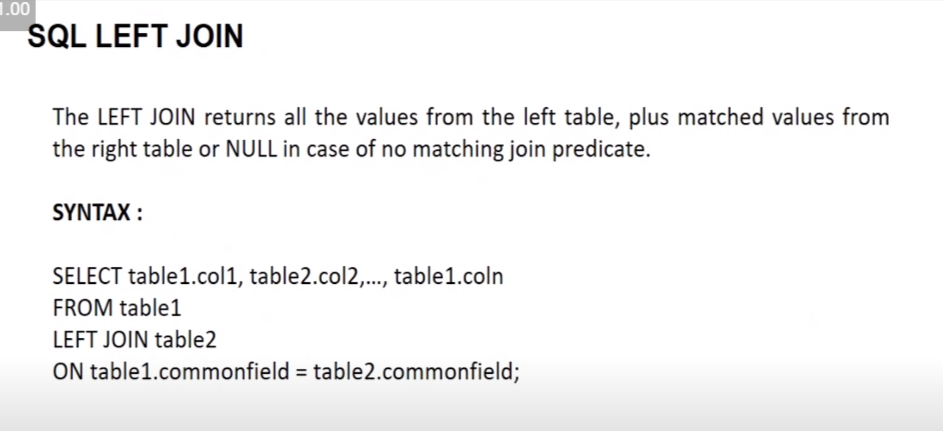 1.00
SQL LEFT JOIN
The LEFT JOIN returns all the values from the left table, plus matched values from
the right table or NULL in case of no matching join predicate.
SYNTAX :
SELECT table1.col1, table2.col2,..., table1.coln
FROM table1
LEFT JOIN table2
ON table1.commonfield = table2.commonfield;